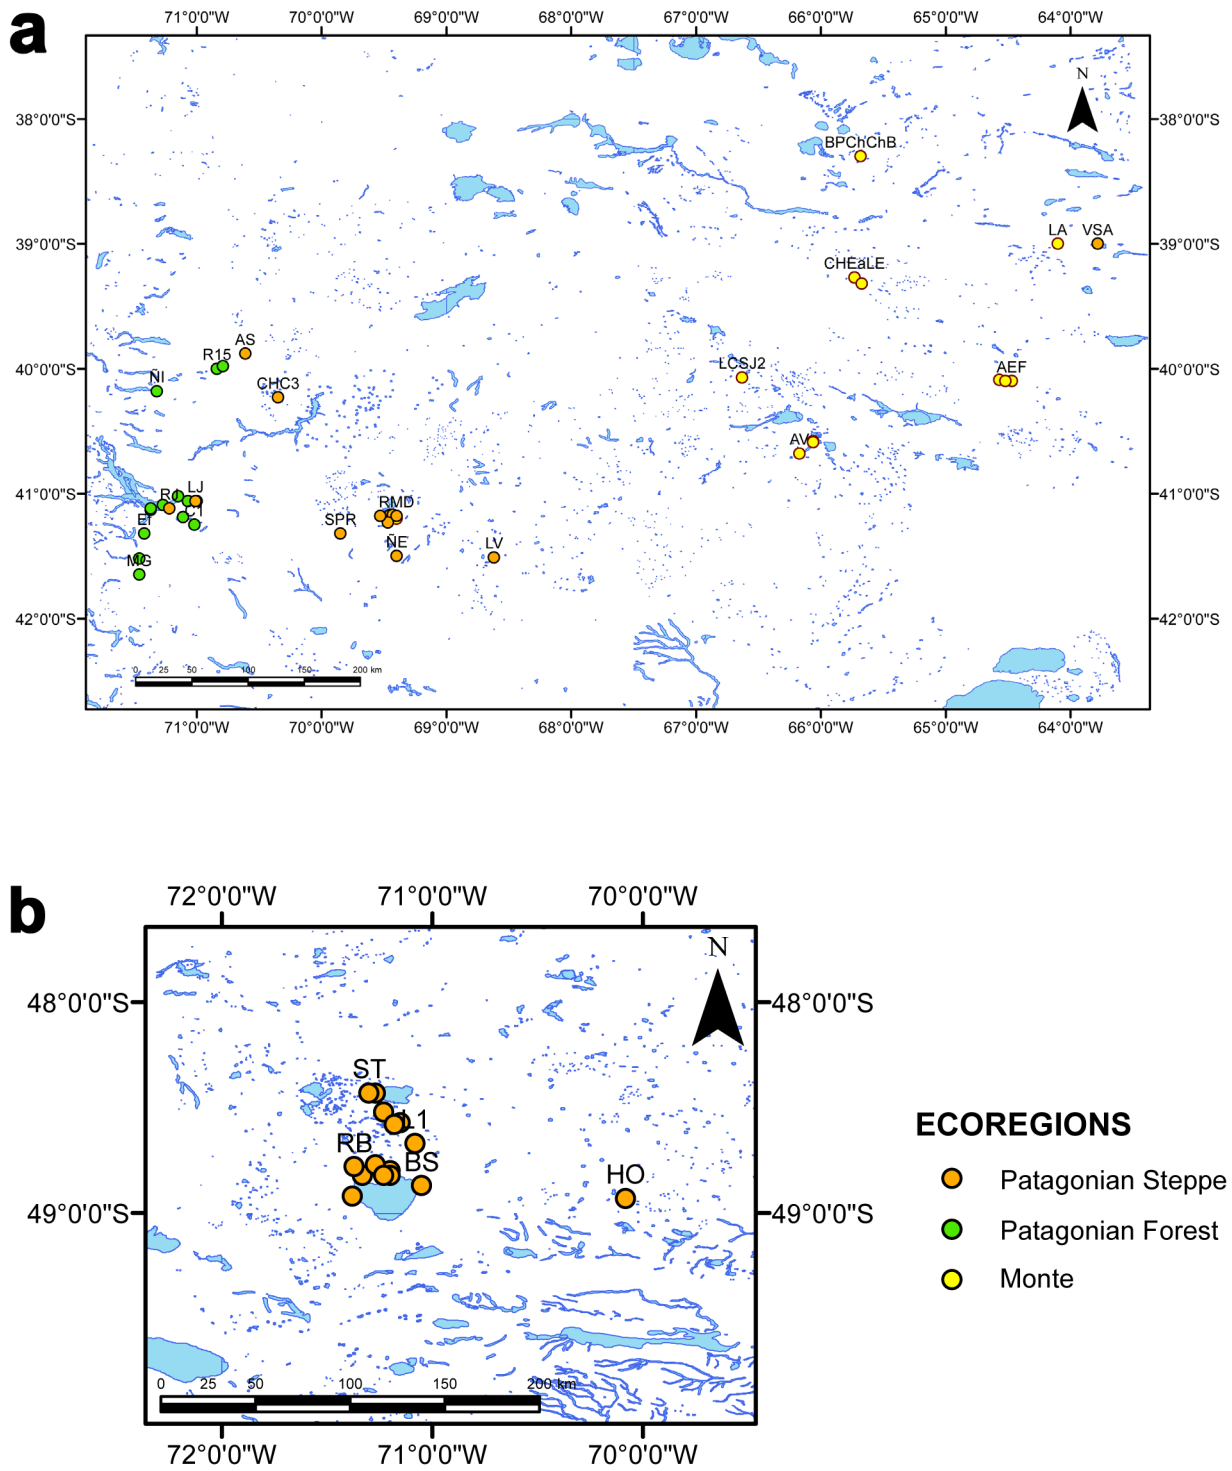 a
71°0'0"W 70°0'0"W 69°0'0"W 68°0'0"W 67°0'0"W 66°0'0"W 65°0'0"W 64°0'0"W
N
38°0'0"S 38°0'0"S
BPChChB
LA VSA
39°0'0"S 39°0'0"S
CHEaLE
AS
R15
LCSJ2 AEF
40°0'0"S 40°0'0"S
ÑI
CHC3
AV
LJ
41°0'0"S 41°0'0"S
RMD
SPR
ÑE LV
MG
42°0'0"S 42°0'0"S
0 25 50 100 150 200 km
71°0'0"W 70°0'0"W 69°0'0"W 68°0'0"W 67°0'0"W 66°0'0"W 65°0'0"W 64°0'0"W
b
72°0'0"W 71°0'0"W 70°0'0"W
N
48°0'0"S 48°0'0"S
ST
L1
RB
BS
HO
49°0'0"S 49°0'0"S
0 25 50 100 150 200 km
72°0'0"W 71°0'0"W 70°0'0"W
ECOREGIONS
Patagonian Steppe
Patagonian Forest
Monte